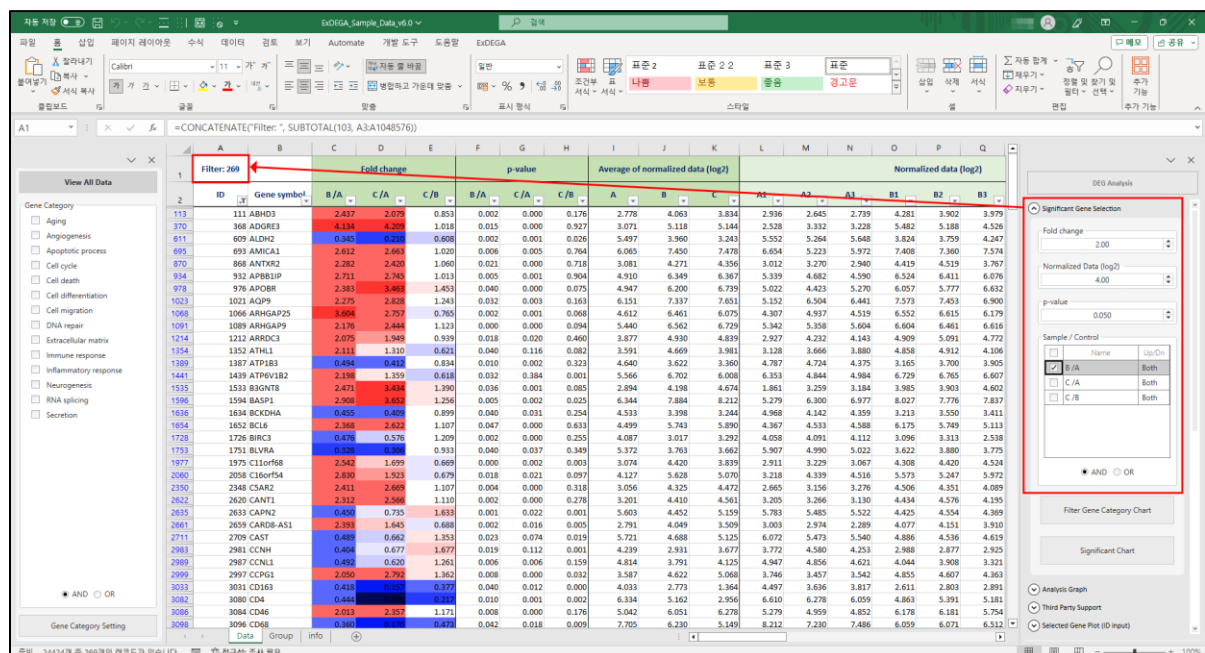 자동 저장 ExDEGA_Sample_Data_v6.0 검색
파일 홈 삽입 페이지 레이아웃 수식 데이터 검토 보기 Automate 개발 도구 도움말 ExDEGA 메모 공유
붙여넣기 잘라내기 복사 서식 복사 Calibri 11 가 가 가 자동 줄 바꿈 병합하고 가운데 맞춤 일반 조건부 서식 표 서식 표준 2 표준 2 2 표준 3 표준 나쁨 보통 좋음 경고문 삽입 삭제 서식 자동 합계 채우기 지우기 정렬 및 필터 찾기 및 선택 추가 기능
클립보드 글꼴 맞춤 표시 형식 스타일 셀 편집 추가 기능
A1 fx =CONCATENATE("Filter: ", SUBTOTAL(103, A3:A1048576))
A B C D E F G H I J K L M N O P Q
1 Filter: 269 Fold change p-value Average of normalized data (log2) Normalized data (log2)
2 ID Gene symbol B /A C /A C /B B /A C /A C /B A B C A1 A2 A3 B1 B2 B3
113 111 ABHD3 2.437 2.079 0.853 0.002 0.000 0.176 2.778 4.063 3.834 2.936 2.645 2.739 4.281 3.902 3.979
370 368 ADGRE3 4.134 4.209 1.018 0.015 0.000 0.927 3.071 5.118 5.144 2.528 3.332 3.228 5.482 5.188 4.526
611 609 ALDH2 0.345 0.210 0.608 0.002 0.001 0.026 5.497 3.960 3.243 5.552 5.264 5.648 3.824 3.759 4.247
695 693 AMICA1 2.612 2.663 1.020 0.006 0.005 0.764 6.065 7.450 7.478 6.654 5.223 5.972 7.408 7.360 7.574
870 868 ANTXR2 2.282 2.420 1.060 0.021 0.000 0.718 3.081 4.271 4.356 3.012 3.270 2.940 4.419 4.519 3.767
934 932 APBB1IP 2.711 2.745 1.013 0.005 0.001 0.904 4.910 6.349 6.367 5.339 4.682 4.590 6.524 6.411 6.076
978 976 APOBR 2.383 3.463 1.453 0.040 0.000 0.075 4.947 6.200 6.739 5.022 4.423 5.270 6.057 5.777 6.632
1023 1021 AQP9 2.275 2.828 1.243 0.032 0.003 0.163 6.151 7.337 7.651 5.152 6.504 6.441 7.573 7.453 6.900
1068 1066 ARHGAP25 3.604 2.757 0.765 0.002 0.001 0.068 4.612 6.461 6.075 4.307 4.937 4.519 6.552 6.615 6.179
1091 1089 ARHGAP9 2.176 2.444 1.123 0.000 0.000 0.094 5.440 6.562 6.729 5.342 5.358 5.604 6.604 6.461 6.616
1214 1212 ARRDC3 2.075 1.949 0.939 0.018 0.020 0.460 3.877 4.930 4.839 2.927 4.232 4.143 4.909 5.091 4.772
1354 1352 ATHL1 2.111 1.310 0.621 0.040 0.116 0.082 3.591 4.669 3.981 3.128 3.666 3.880 4.858 4.912 4.106
1389 1387 ATP1B3 0.494 0.412 0.834 0.010 0.002 0.323 4.640 3.622 3.360 4.787 4.724 4.375 3.165 3.700 3.905
1441 1439 ATP6V1B2 2.198 1.359 0.618 0.032 0.384 0.001 5.566 6.702 6.008 6.353 4.844 4.984 6.729 6.765 6.607
1535 1533 B3GNT8 2.471 3.434 1.390 0.036 0.001 0.085 2.894 4.198 4.674 1.861 3.259 3.184 3.985 3.903 4.602
1596 1594 BASP1 2.908 3.652 1.256 0.005 0.002 0.025 6.344 7.884 8.212 5.279 6.300 6.977 8.027 7.776 7.837
1636 1634 BCKDHA 0.455 0.409 0.899 0.040 0.031 0.254 4.533 3.398 3.244 4.968 4.142 4.359 3.213 3.550 3.411
1654 1652 BCL6 2.368 2.622 1.107 0.047 0.000 0.633 4.499 5.743 5.890 4.367 4.533 4.588 6.175 5.749 5.113
1728 1726 BIRC3 0.476 0.576 1.209 0.002 0.000 0.255 4.087 3.017 3.292 4.058 4.091 4.112 3.096 3.313 2.538
1753 1751 BLVRA 0.328 0.306 0.933 0.040 0.037 0.349 5.372 3.763 3.662 5.907 4.990 5.022 3.622 3.880 3.775
1977 1975 C11orf68 2.542 1.699 0.669 0.000 0.002 0.003 3.074 4.420 3.839 2.911 3.229 3.067 4.308 4.420 4.524
2060 2058 C16orf54 2.830 1.923 0.679 0.018 0.021 0.097 4.127 5.628 5.070 3.218 4.339 4.516 5.573 5.247 5.972
2350 2348 C5AR2 2.411 2.669 1.107 0.004 0.000 0.318 3.056 4.325 4.472 2.665 3.156 3.276 4.506 4.351 4.089
2622 2620 CANT1 2.312 2.566 1.110 0.002 0.000 0.278 3.201 4.410 4.561 3.205 3.266 3.130 4.434 4.576 4.195
2635 2633 CAPN2 0.450 0.735 1.633 0.001 0.022 0.001 5.603 4.452 5.159 5.783 5.485 5.522 4.425 4.554 4.369
2661 2659 CARD8-AS1 2.393 1.645 0.688 0.002 0.016 0.005 2.791 4.049 3.509 3.003 2.974 2.289 4.077 4.151 3.910
2711 2709 CAST 0.489 0.662 1.353 0.023 0.074 0.019 5.721 4.688 5.125 6.072 5.473 5.540 4.886 4.536 4.619
2983 2981 CCNH 0.404 0.677 1.677 0.019 0.112 0.001 4.239 2.931 3.677 3.772 4.580 4.253 2.988 2.877 2.925
2989 2987 CCNL1 0.492 0.620 1.261 0.006 0.006 0.159 4.814 3.791 4.125 4.947 4.856 4.621 4.044 3.908 3.321
2999 2997 CCPG1 2.050 2.792 1.362 0.008 0.000 0.032 3.587 4.622 5.068 3.746 3.457 3.542 4.855 4.607 4.363
3033 3031 CD163 0.418 0.157 0.377 0.040 0.012 0.000 4.033 2.773 1.364 4.497 3.636 3.817 2.611 2.803 2.891
3082 3080 CD4 0.444 0.217 0.010 0.001 0.002 6.334 5.162 2.956 6.610 6.278 6.059 4.863 5.391 5.181
3086 3084 CD46 2.013 2.357 1.171 0.008 0.000 0.176 5.042 6.051 6.278 5.279 4.959 4.852 6.178 6.181 5.754
3098 3096 CD68 0.360 0.170 0.473 0.042 0.018 0.009 7.705 6.230 5.149 8.212 7.230 7.486 6.059 6.071 6.512
View All Data
Gene Category
Aging
Angiogenesis
Apoptotic process
Cell cycle
Cell death
Cell differentiation
Cell migration
DNA repair
Extracellular matrix
Immune response
Inflammatory response
Neurogenesis
RNA splicing
Secretion
AND OR
Gene Category Setting
DEG Analysis
Significant Gene Selection
Fold change
2.00
Normalized Data (log2)
4.00
p-value
0.050
Sample / Control
Name Up/Dn
B /A Both
C /A Both
C /B Both
AND OR
Filter Gene Category Chart
Significant Chart
Analysis Graph
Third Party Support
Selected Gene Plot (ID input)
Data Group info
100%